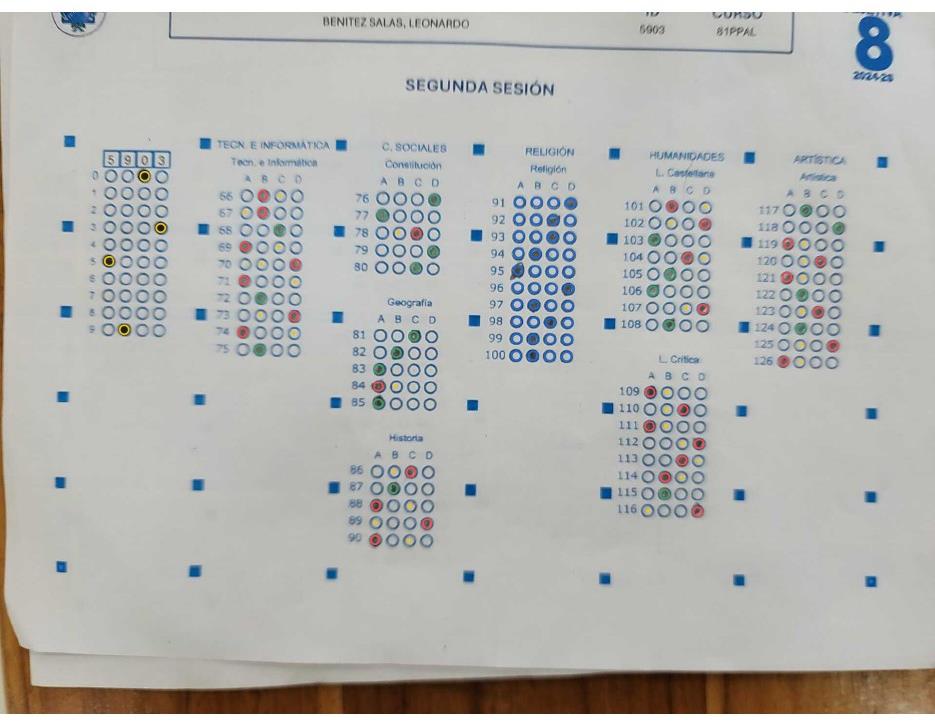 BENITEZ SALAS, LEONARDO
ID
5903
CURSO
81PPAL
8
2024-25
SEGUNDA SESIÓN
5 9 0 3
0
1
2
3
4
5
6
7
8
9
TECN. E INFORMÁTICA
Tecn. e Informática
A B C D
66
67
68
69
70
71
72
73
74
75
C. SOCIALES
Constitución
A B C D
76
77
78
79
80
Geografía
A B C D
81
82
83
84
85
Historia
A B C D
86
87
88
89
90
RELIGIÓN
Religión
A B C D
91
92
93
94
95
96
97
98
99
100
HUMANIDADES
L. Castellana
A B C D
101
102
103
104
105
106
107
108
L. Crítica
A B C D
109
110
111
112
113
114
115
116
ARTÍSTICA
Artística
A B C D
117
118
119
120
121
122
123
124
125
126